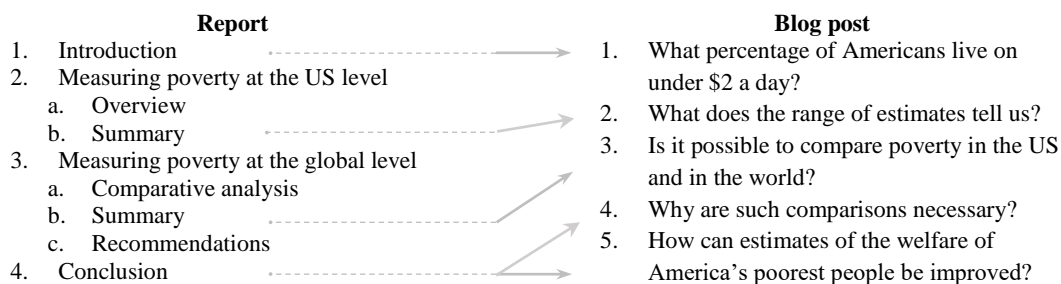 Report
1. Introduction
2. Measuring poverty at the US level
a. Overview
b. Summary
3. Measuring poverty at the global level
a. Comparative analysis
b. Summary
c. Recommendations
4. Conclusion
Blog post
1. What percentage of Americans live on
under $2 a day?
2. What does the range of estimates tell us?
3. Is it possible to compare poverty in the US
and in the world?
4. Why are such comparisons necessary?
5. How can estimates of the welfare of
America’s poorest people be improved?